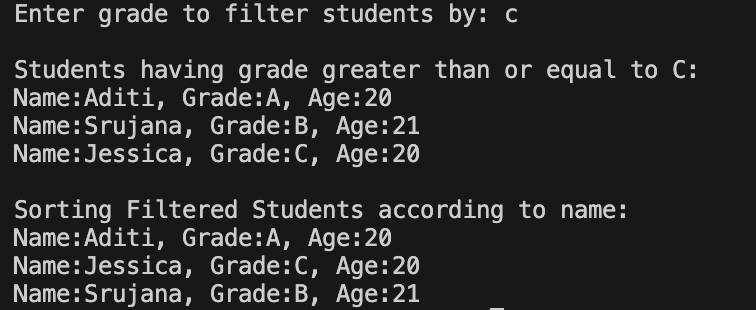 Enter grade to filter students by: c
Students having grade greater than or equal to C:
Name:Aditi, Grade:A, Age:20
Name:Srujana, Grade:B, Age:21
Name:Jessica, Grade:C, Age:20
Sorting Filtered Students according to name:
Name:Aditi, Grade:A, Age:20
Name:Jessica, Grade:C, Age:20
Name:Srujana, Grade:B, Age:21